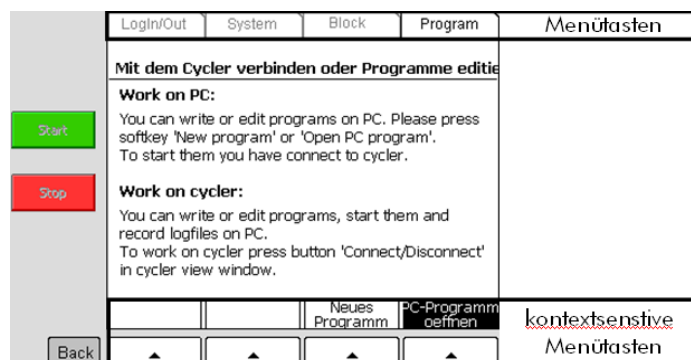 LogIn/Out System Block Program Menütasten
Mit dem Cycler verbinden oder Programme editie
Work on PC:
You can write or edit programs on PC. Please press
softkey 'New program' or 'Open PC program'.
To start them you have connect to cycler.
Start
Stop
Work on cycler:
You can write or edit programs, start them and
record logfiles on PC.
To work on cycler press button 'Connect/Disconnect'
in cycler view window.
Neues
Programm
PC-Programm
oeffnen
kontextsenstive
Menütasten
Back